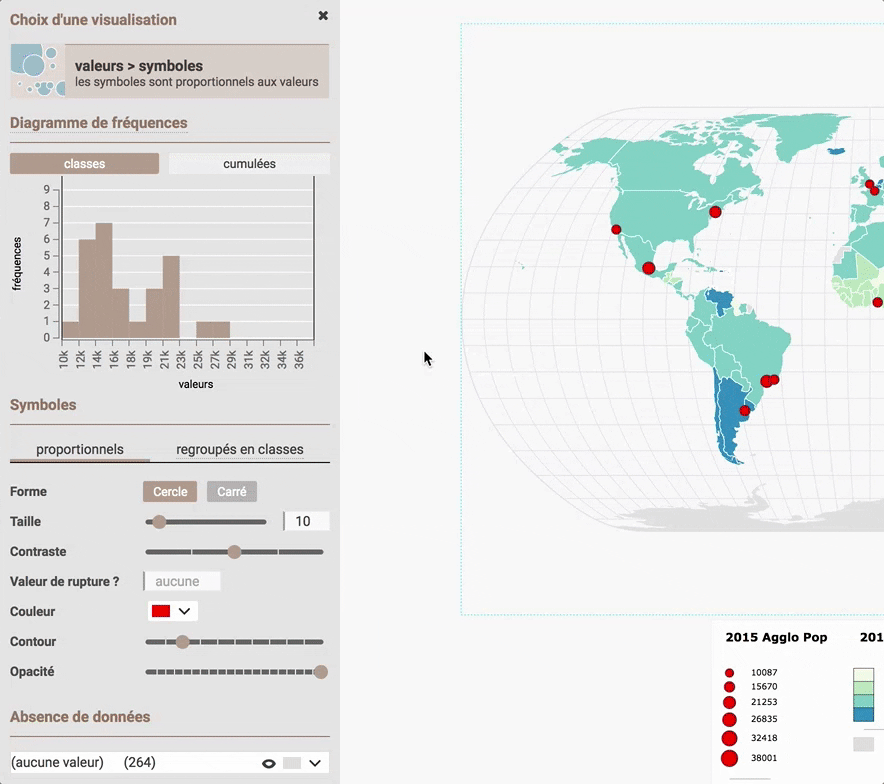 Choix d'une visualisation ✖
valeurs > symboles
les symboles sont proportionnels aux valeurs
Diagramme de fréquences
classes cumulées
fréquences
9
8
7
6
5
4
3
2
1
0
10k 12k 14k 16k 18k 19k 21k 23k 25k 27k 29k 31k 32k 34k 36k
valeurs
Symboles
proportionnels regroupés en classes
Forme Cercle Carré
Taille 10
Contraste
Valeur de rupture ? aucune
Couleur
Contour
Opacité
Absence de données
(aucune valeur) (264)
2015 Agglo Pop 201
10087
15670
21253
26835
32418
38001